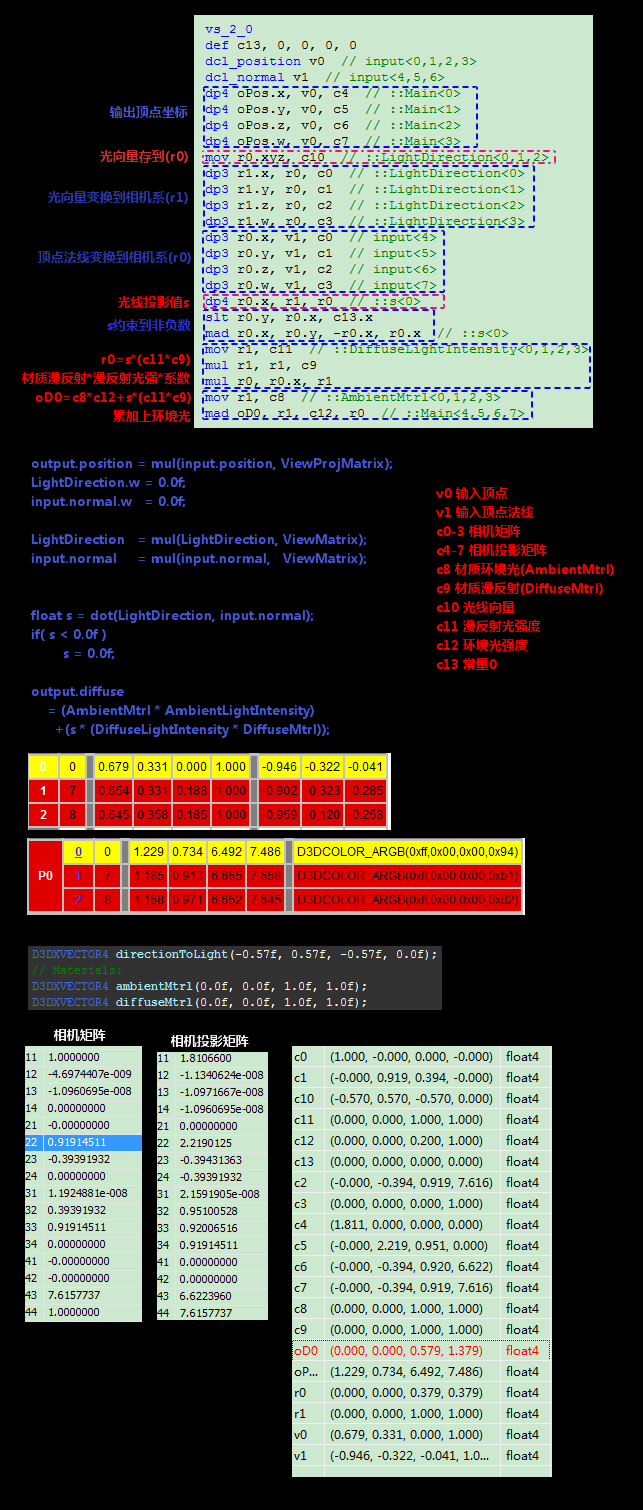 vs_2_0
def c13, 0, 0, 0, 0
dcl_position v0  // input<0,1,2,3>
dcl_normal v1  // input<4,5,6>
dp4 oPos.x, v0, c4  // ::Main<0>
dp4 oPos.y, v0, c5  // ::Main<1>
输出顶点坐标
dp4 oPos.z, v0, c6  // ::Main<2>
dp4 oPos.w, v0, c7  // ::Main<3>
光向量存到(r0)
mov r0.xyz, c10  // ::LightDirection<0,1,2>
dp3 r1.x, r0, c0  // ::LightDirection<0>
dp3 r1.y, r0, c1  // ::LightDirection<1>
光向量变换到相机系(r1)
dp3 r1.z, r0, c2  // ::LightDirection<2>
dp3 r1.w, r0, c3  // ::LightDirection<3>
dp3 r0.x, v1, c0  // input<4>
dp3 r0.y, v1, c1  // input<5>
顶点法线变换到相机系(r0)
dp3 r0.z, v1, c2  // input<6>
dp3 r0.w, v1, c3  // input<7>
光线投影值s
dp4 r0.x, r1, r0  // ::s<0>
slt r0.y, r0.x, c13.x
s约束到非负数
mad r0.x, r0.y, -r0.x, r0.x  // ::s<0>
mov r1, c11  // ::DiffuseLightIntensity<0,1,2,3>
r0=s*(c11*c9)
mul r1, r1, c9
材质漫反射*漫反射光强*系数
mul r0, r0.x, r1
oD0=c8*c12+s*(c11*c9)
mov r1, c8  // ::AmbientMtrl<0,1,2,3>
累加上环境光
mad oD0, r1, c12, r0  // ::Main<4,5,6,7>
output.position = mul(input.position, ViewProjMatrix);
LightDirection.w = 0.0f;
input.normal.w   = 0.0f;
LightDirection   = mul(LightDirection, ViewMatrix);
input.normal     = mul(input.normal,   ViewMatrix);
float s = dot(LightDirection, input.normal);
if( s < 0.0f )
s = 0.0f;
output.diffuse
= (AmbientMtrl * AmbientLightIntensity)
+(s * (DiffuseLightIntensity * DiffuseMtrl));
v0 输入顶点
v1 输入顶点法线
c0-3 相机矩阵
c4-7 相机投影矩阵
c8 材质环境光(AmbientMtrl)
c9 材质漫反射(DiffuseMtrl)
c10 光线向量
c11 漫反射光强度
c12 环境光强度
c13 常量0
0 0 0.679 0.331 0.000 1.000 -0.946 -0.322 -0.041
1 7 0.654 0.331 0.188 1.000 -0.902 -0.323 -0.285
2 8 0.645 0.358 0.185 1.000 -0.959 -0.120 -0.258
P0
0 0 1.229 0.734 6.492 7.486 D3DCOLOR_ARGB(0xff,0x00,0x00,0x94)
1 7 1.185 0.913 6.665 7.658 D3DCOLOR_ARGB(0xff,0x00,0x00,0xb1)
2 8 1.168 0.971 6.652 7.645 D3DCOLOR_ARGB(0xff,0x00,0x00,0xd2)
D3DXVECTOR4 directionToLight(-0.57f, 0.57f, -0.57f, 0.0f);
// Materials:
D3DXVECTOR4 ambientMtrl(0.0f, 0.0f, 1.0f, 1.0f);
D3DXVECTOR4 diffuseMtrl(0.0f, 0.0f, 1.0f, 1.0f);
相机矩阵
11 1.0000000
12 -4.6974407e-009
13 -1.0960695e-008
14 0.00000000
21 -0.00000000
22 0.91914511
23 -0.39391932
24 0.00000000
31 1.1924881e-008
32 0.39391932
33 0.91914511
34 0.00000000
41 -0.00000000
42 -0.00000000
43 7.6157737
44 1.0000000
相机投影矩阵
11 1.8106600
12 -1.1340624e-008
13 -1.0971667e-008
14 -1.0960695e-008
21 0.00000000
22 2.2190125
23 -0.39431363
24 -0.39391932
31 2.1591905e-008
32 0.95100528
33 0.92006516
34 0.91914511
41 0.00000000
42 0.00000000
43 6.6223960
44 7.6157737
c0 (1.000, -0.000, 0.000, -0.000) float4
c1 (-0.000, 0.919, 0.394, -0.000) float4
c10 (-0.570, 0.570, -0.570, 0.000) float4
c11 (0.000, 0.000, 1.000, 1.000) float4
c12 (0.000, 0.000, 0.200, 1.000) float4
c13 (0.000, 0.000, 0.000, 0.000) float4
c2 (-0.000, -0.394, 0.919, 7.616) float4
c3 (0.000, 0.000, 0.000, 1.000) float4
c4 (1.811, 0.000, 0.000, 0.000) float4
c5 (-0.000, 2.219, 0.951, 0.000) float4
c6 (-0.000, -0.394, 0.920, 6.622) float4
c7 (-0.000, -0.394, 0.919, 7.616) float4
c8 (0.000, 0.000, 1.000, 1.000) float4
c9 (0.000, 0.000, 1.000, 1.000) float4
oD0 (0.000, 0.000, 0.579, 1.379) float4
oP... (1.229, 0.734, 6.492, 7.486) float4
r0 (0.000, 0.000, 0.379, 0.379) float4
r1 (0.000, 0.000, 1.000, 1.000) float4
v0 (0.679, 0.331, 0.000, 1.000) float4
v1 (-0.946, -0.322, -0.041, 1.0... float4